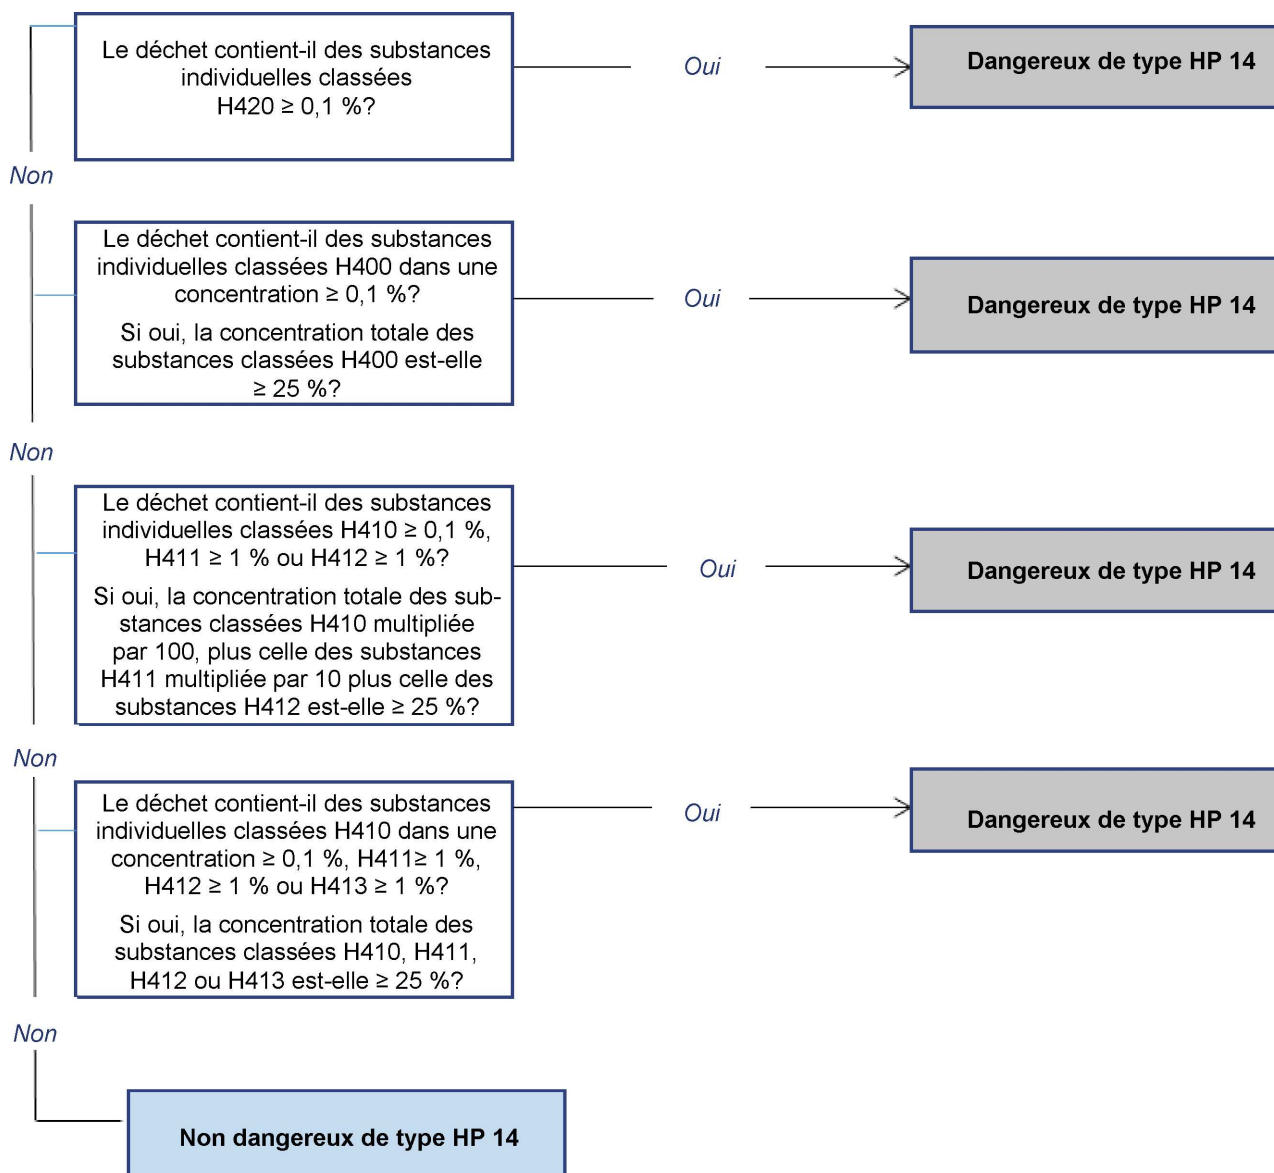 Le déchet contient-il des substances
individuelles classées
H420 ≥ 0,1 %?
Oui
Dangereux de type HP 14
Non
Le déchet contient-il des substances
individuelles classées H400 dans une
concentration ≥ 0,1 %?
Si oui, la concentration totale des
substances classées H400 est-elle
≥ 25 %?
Oui
Dangereux de type HP 14
Non
Le déchet contient-il des substances
individuelles classées H410 ≥ 0,1 %,
H411 ≥ 1 % ou H412 ≥ 1 %?
Si oui, la concentration totale des sub-
stances classées H410 multipliée
par 100, plus celle des substances
H411 multipliée par 10 plus celle des
substances H412 est-elle ≥ 25 %?
Oui
Dangereux de type HP 14
Non
Le déchet contient-il des substances
individuelles classées H410 dans une
concentration ≥ 0,1 %, H411≥ 1 %,
H412 ≥ 1 % ou H413 ≥ 1 %?
Si oui, la concentration totale des
substances classées H410, H411,
H412 ou H413 est-elle ≥ 25 %?
Oui
Dangereux de type HP 14
Non
Non dangereux de type HP 14